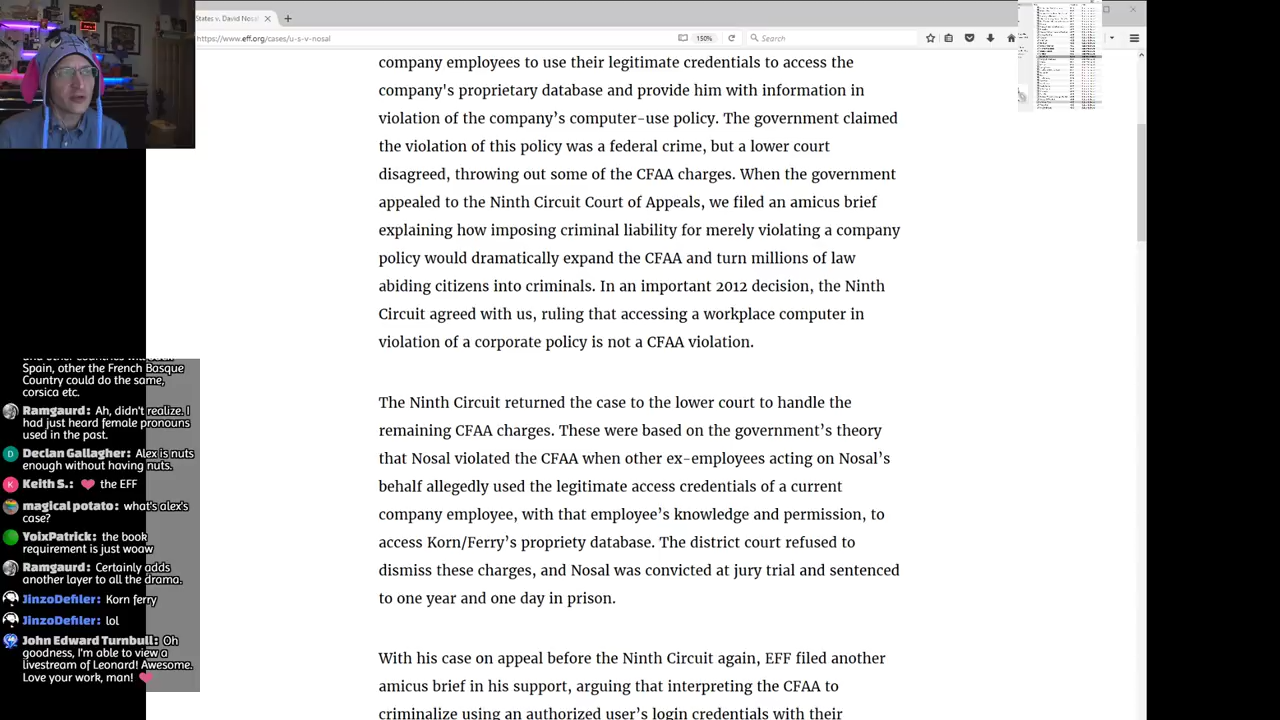 States v. David Nosal
https://www.eff.org/cases/u-s-v-nosal
150%
Search
company employees to use their legitimate credentials to access the
company's propriety database and provide him with information in
violation of the company's computer-use policy. The government claimed
the violation of this policy was a federal crime, but a lower court
disagreed, throwing out some of the CFAA charges. When the government
appealed to the Ninth Circuit Court of Appeals, we filed an amicus brief
explaining how imposing criminal liability for merely violating a company
policy would dramatically expand the CFAA and turn millions of law
abiding citizens into criminals. In an important 2012 decision, the Ninth
Circuit agreed with us, ruling that accessing a workplace computer in
violation of a corporate policy is not a CFAA violation.
The Ninth Circuit returned the case to the lower court to handle the
remaining CFAA charges. These were based on the government's theory
that Nosal violated the CFAA when other ex-employees acting on Nosal's
behalf allegedly used the legitimate access credentials of a current
company employee, with that employee's knowledge and permission, to
access Korn/Ferry's propriety database. The district court refused to
dismiss these charges, and Nosal was convicted at jury trial and sentenced
to one year and one day in prison.
With his case on appeal before the Ninth Circuit again, EFF filed another
amicus brief in his support, arguing that interpreting the CFAA to
criminalize using an authorized user's login credentials with their
Spain, other the French Basque
Country could do the same,
corsica etc.
Ramgaurd: Ah, didn't realize. I
had just heard female pronouns
used in the past.
Declan Gallagher: Alex is nuts
enough without having nuts.
Keith S.: the EFF
magical potato: what's alex's
case?
YoixPatrick: the book
requirement is just woaw
Ramgaurd: Certainly adds
another layer to all the drama.
JinzoDefiler: Korn ferry
JinzoDefiler: lol
John Edward Turnbull: Oh
goodness, I'm able to view a
livestream of Leonard! Awesome.
Love your work, man!